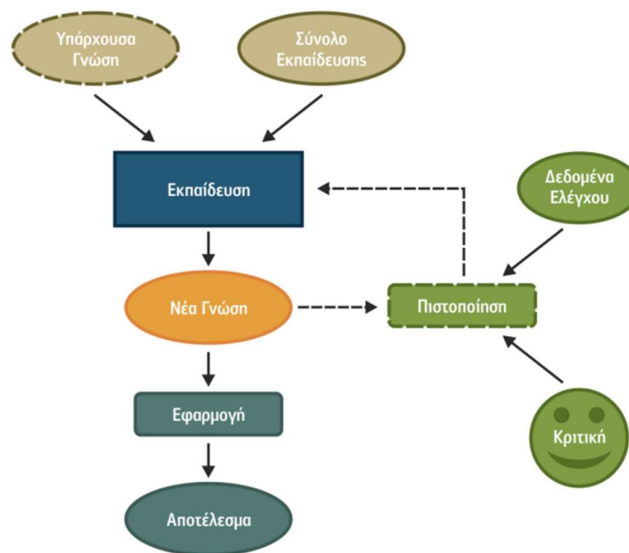 Υπάρχουσα
Γνώση
Σύνολο
Εκπαίδευσης
Εκπαίδευση
Δεδομένα
Ελέγχου
Νέα Γνώση
Πιστοποίηση
Εφαρμογή
Κριτική
Αποτέλεσμα